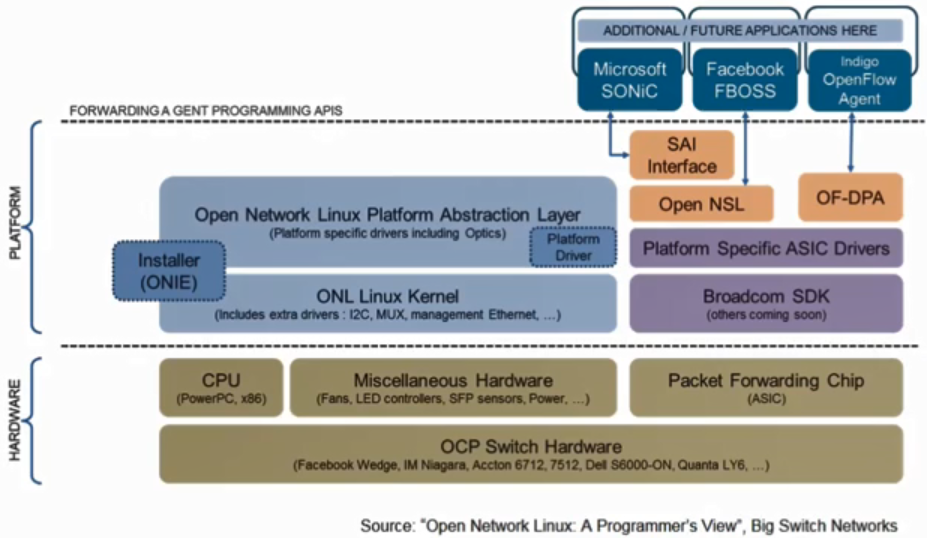 ADDITIONAL / FUTURE APPLICATIONS HERE
Microsoft
SONiC
Facebook
FBOSS
Indigo
OpenFlow
Agent
FORWARDING A GENT PROGRAMMING APIS
PLATFORM
SAI
Interface
Open NSL
OF-DPA
Open Network Linux Platform Abstraction Layer
(Platform specific drivers including Optics)
Platform
Driver
Platform Specific ASIC Drivers
Installer
(ONIE)
ONL Linux Kernel
(Includes extra drivers : I2C, MUX, management Ethernet, ...)
Broadcom SDK
(others coming soon)
HARDWARE
CPU
(PowerPC, x86)
Miscellaneous Hardware
(Fans, LED controllers, SFP sensors, Power, ...)
Packet Forwarding Chip
(ASIC)
OCP Switch Hardware
(Facebook Wedge, IM Niagara, Accton 6712, 7512, Dell S6000-ON, Quanta LY6, ...)
Source: "Open Network Linux: A Programmer's View", Big Switch Networks